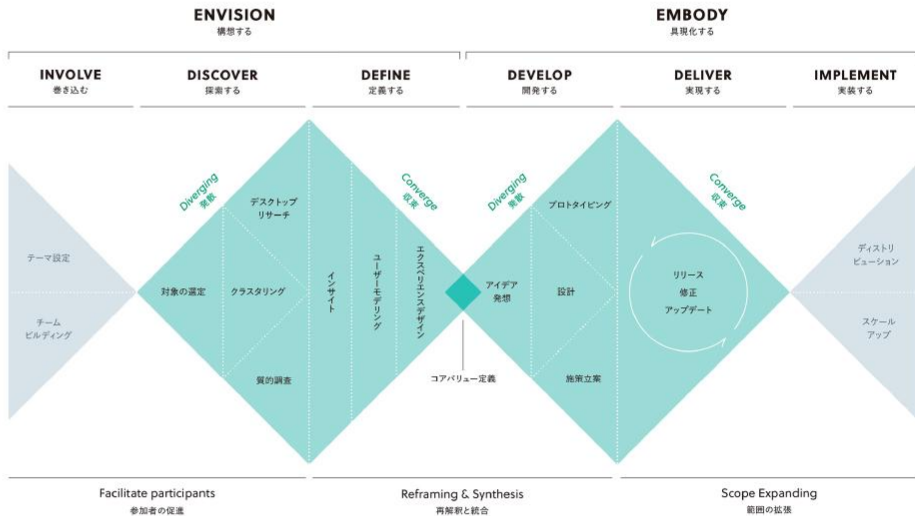 ENVISION
構想する
EMBODY
具現化する
INVOLVE
巻き込む
DISCOVER
探索する
DEFINE
定義する
DEVELOP
開発する
DELIVER
実現する
IMPLEMENT
実装する
テーマ設定
チーム
ビルディング
Diverging
発散
デスクトップ
リサーチ
対象の選定
クラスタリング
質的調査
Converge
収束
インサイト
ユーザーモデリング
エクスペリエンスデザイン
コアバリュー定義
Diverging
発散
プロトタイピング
アイデア
発想
設計
施策立案
Converge
収束
リリース
修正
アップデート
ディストリ
ビューション
スケール
アップ
Facilitate participants
参加者の促進
Reframing & Synthesis
再解釈と統合
Scope Expanding
範囲の拡張